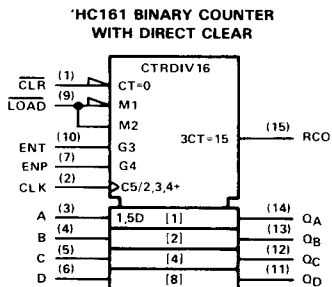 'HC161 BINARY COUNTER
WITH DIRECT CLEAR
CTRDIV16
CLR (1) CT=0
LOAD (9) M1
M2
ENT (10) G3 3CT=15 (15) RCO
ENP (7) G4
CLK (2) C5/2,3,4+
A (3) 1,5D [1] (14) QA
B (4) [2] (13) QB
C (5) [4] (12) QC
D (6) [8] (11) QD